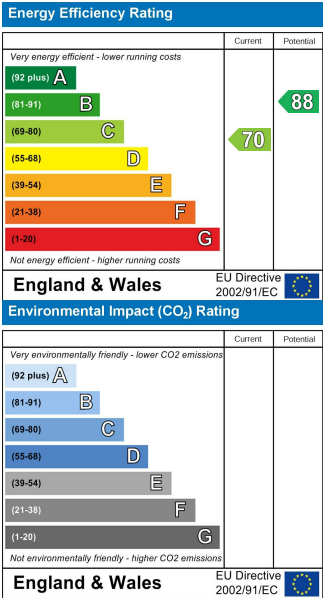 Energy Efficiency Rating
Current Potential
Very energy efficient - lower running costs
(92 plus) A
(81-91) B
88
(69-80) C
70
(55-68) D
(39-54) E
(21-38) F
(1-20) G
Not energy efficient - higher running costs
England & Wales
EU Directive
2002/91/EC
Environmental Impact (CO₂) Rating
Current Potential
Very environmentally friendly - lower CO2 emissions
(92 plus) A
(81-91) B
(69-80) C
(55-68) D
(39-54) E
(21-38) F
(1-20) G
Not environmentally friendly - higher CO2 emissions
England & Wales
EU Directive
2002/91/EC